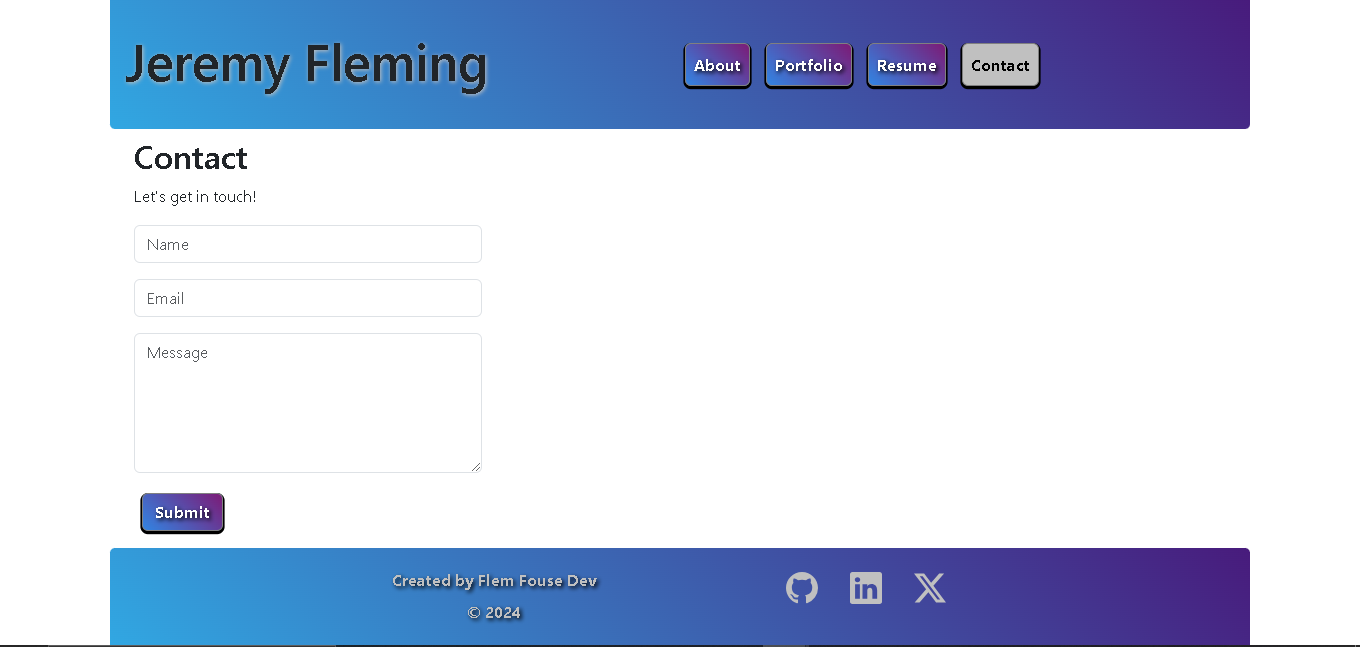 Jeremy Fleming
About Portfolio Resume Contact
Contact
Let's get in touch!
Name
Email
Message
Submit
Created by Flem Fouse Dev
© 2024